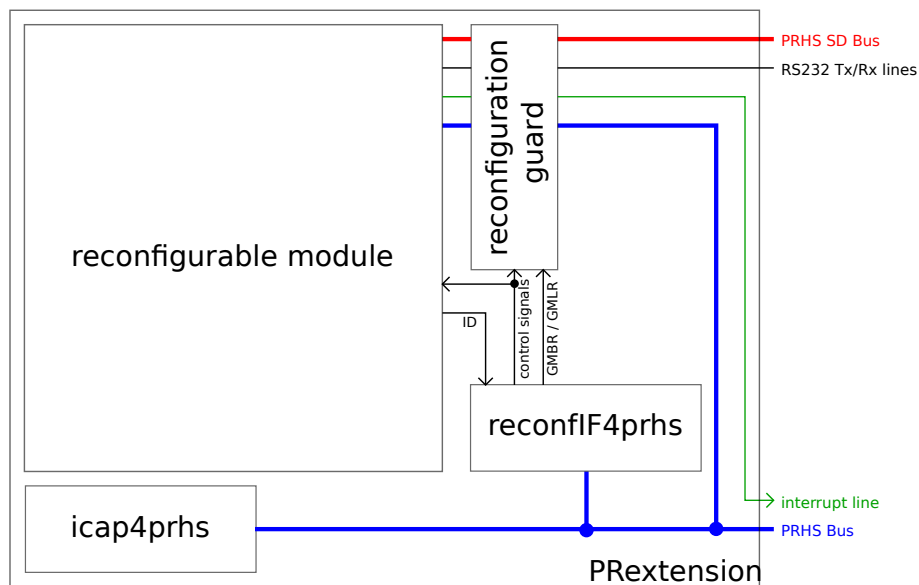 PRHS SD Bus
RS232 Tx/Rx lines
reconfiguration
guard
reconfigurable module
ID
control signals
GMBR / GMLR
reconfIF4prhs
interrupt line
icap4prhs
PRHS Bus
PRextension